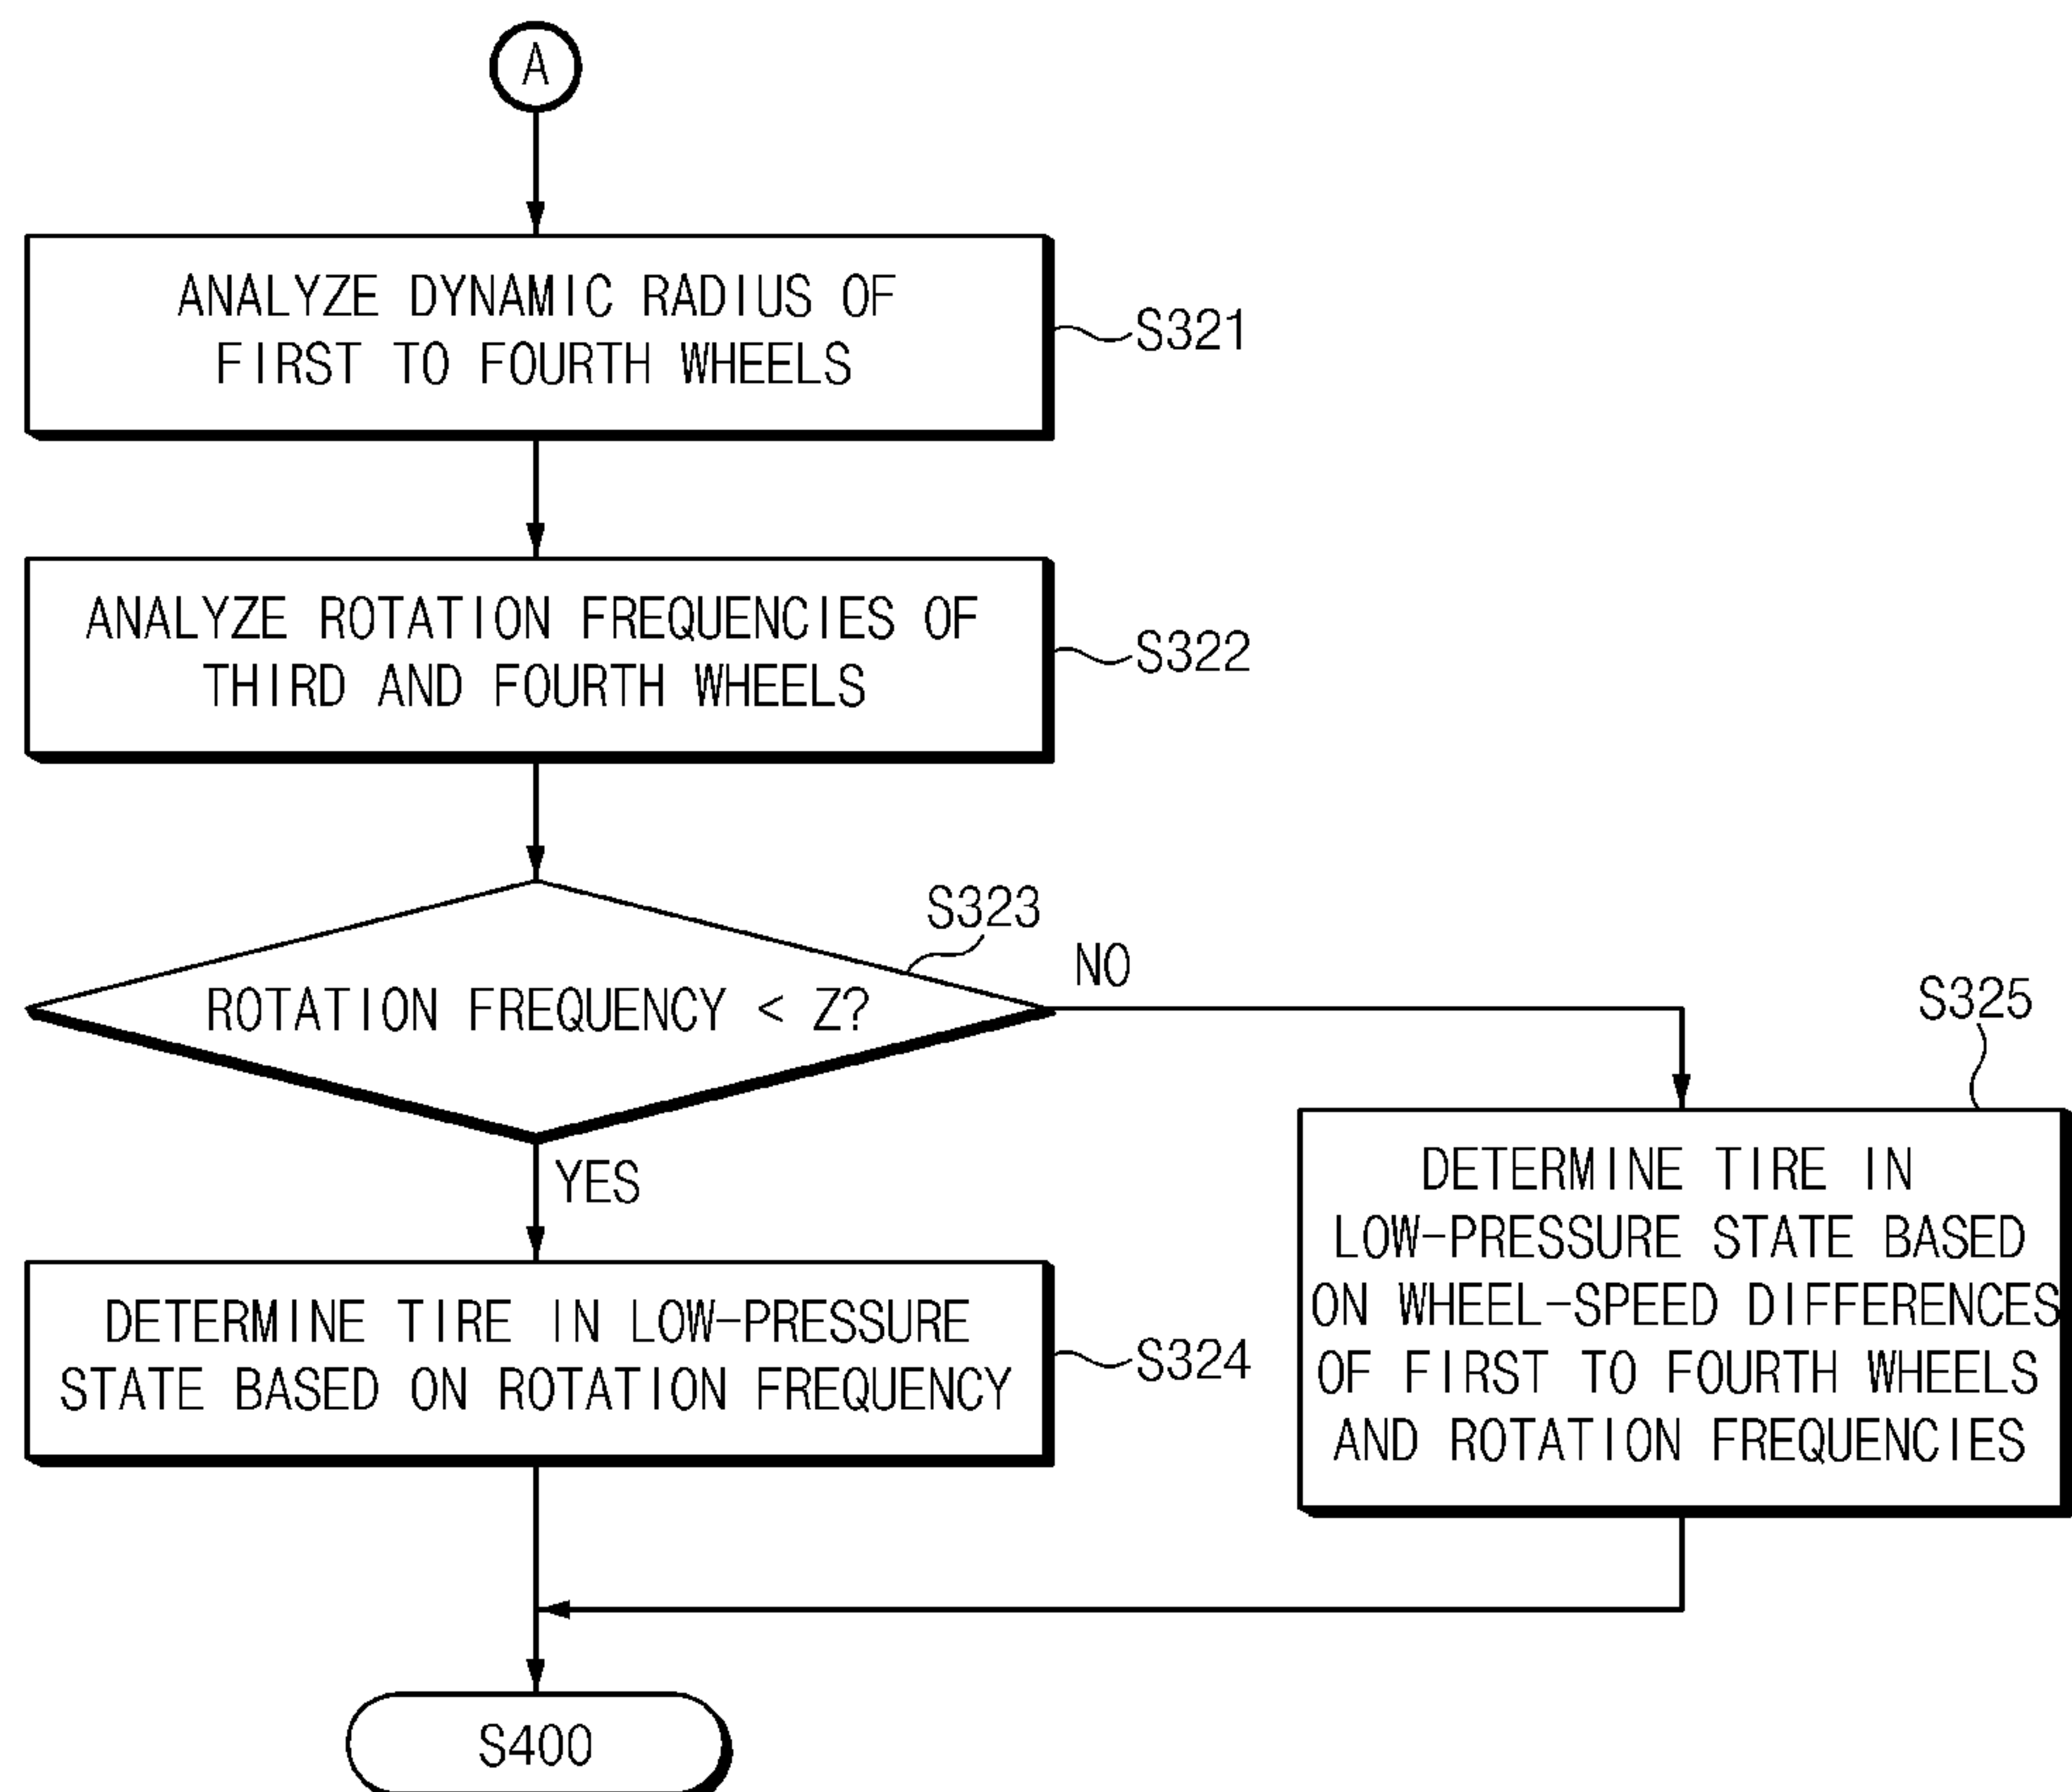 A
ANALYZE DYNAMIC RADIUS OF
FIRST TO FOURTH WHEELS
S321
ANALYZE ROTATION FREQUENCIES OF
THIRD AND FOURTH WHEELS
S322
S323
ROTATION FREQUENCY < Z?
NO
YES
S325
DETERMINE TIRE IN
LOW-PRESSURE STATE BASED
ON WHEEL-SPEED DIFFERENCES
OF FIRST TO FOURTH WHEELS
AND ROTATION FREQUENCIES
DETERMINE TIRE IN LOW-PRESSURE
STATE BASED ON ROTATION FREQUENCY
S324
S400